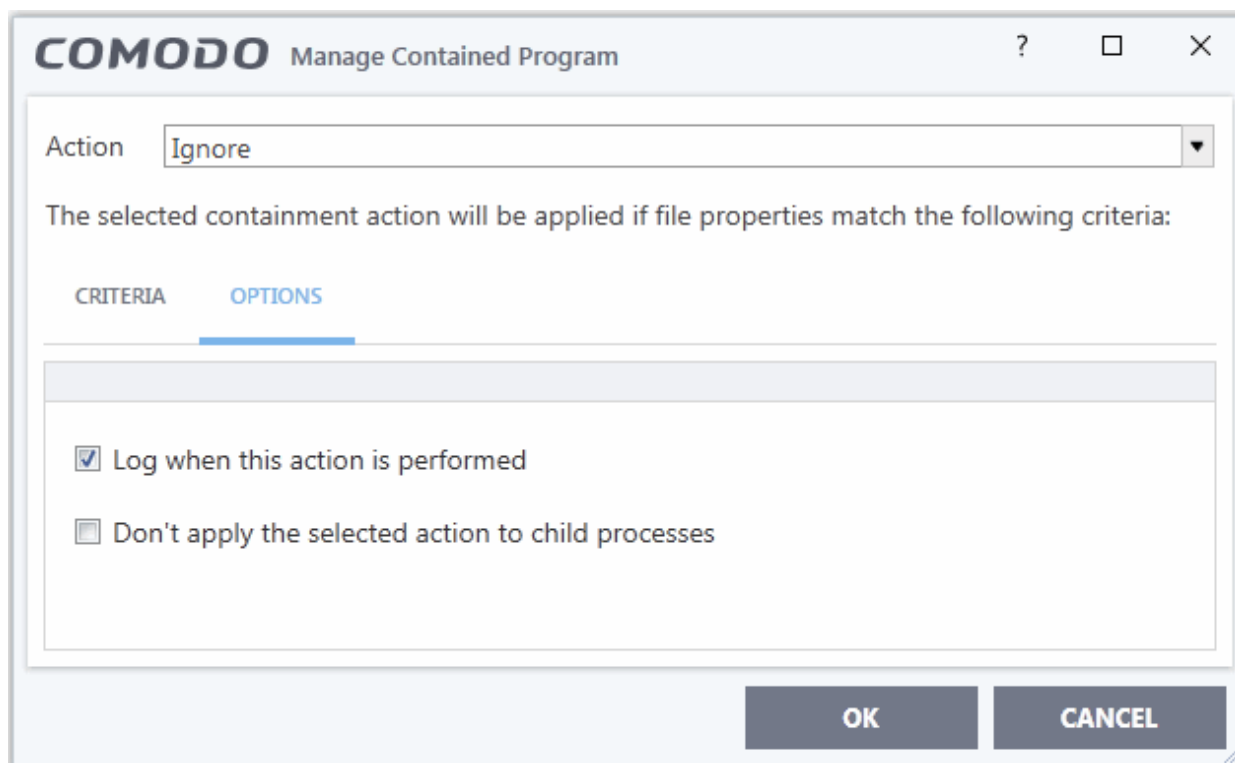 COMODO Manage Contained Program ?
Action Ignore
The selected containment action will be applied if file properties match the following criteria:
CRITERIA OPTIONS
Log when this action is performed
Don't apply the selected action to child processes
OK CANCEL